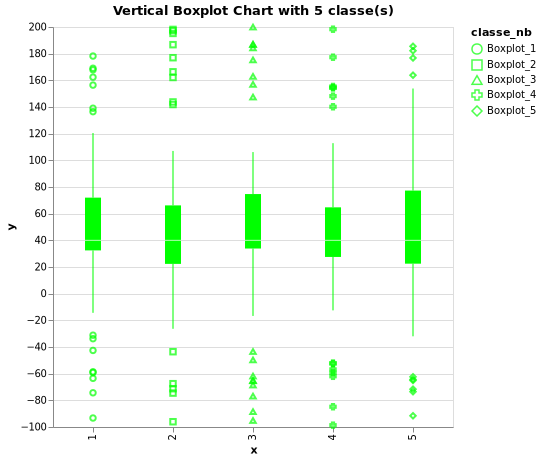 Vertical Boxplot Chart with 5 classe(s)
classe_nb
Boxplot_1
Boxplot_2
Boxplot_3
Boxplot_4
Boxplot_5
y
200
180
160
140
120
100
80
60
40
20
0
−20
−40
−60
−80
−100
1
2
3
4
5
x